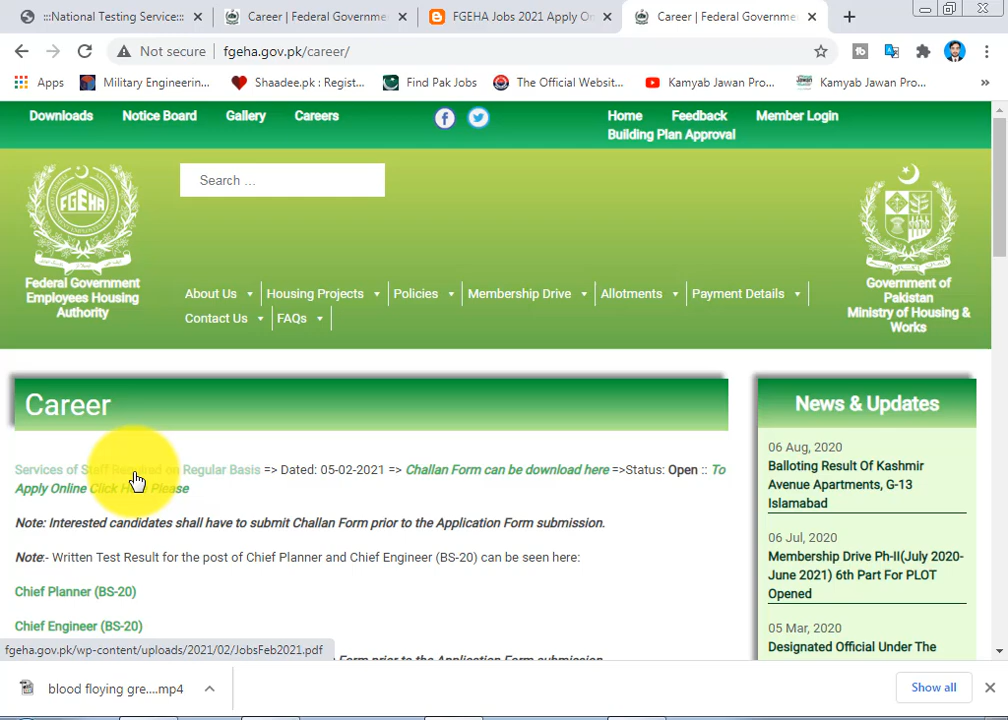 :::National Testing Service:::
Career | Federal Governme
FGEHA Jobs 2021 Apply On
Career | Federal Governme
Not secure
fgeha.gov.pk/career/
Apps
Military Engineerin...
Shaadee.pk : Regist...
Find Pak Jobs
The Official Websit...
Kamyab Jawan Pro...
Kamyab Jawan Pro...
Downloads
Notice Board
Gallery
Careers
Home
Feedback
Member Login
Building Plan Approval
Search ...
FGEHA
Federal Government
Employees Housing
Authority
Government of
Pakistan
Ministry of Housing &
Works
About Us
Housing Projects
Policies
Membership Drive
Allotments
Payment Details
Contact Us
FAQs
Career
Services of Staff Required on Regular Basis => Dated: 05-02-2021 => Challan Form can be download here =>Status: Open :: To
Apply Online Click Here Please
Note: Interested candidates shall have to submit Challan Form prior to the Application Form submission.
Note:- Written Test Result for the post of Chief Planner and Chief Engineer (BS-20) can be seen here:
Chief Planner (BS-20)
Chief Engineer (BS-20)
Form prior to the Application Form submission.
News & Updates
06 Aug, 2020
Balloting Result Of Kashmir
Avenue Apartments, G-13
Islamabad
06 Jul, 2020
Membership Drive Ph-II(July 2020-
June 2021) 6th Part For PLOT
Opened
05 Mar, 2020
Designated Official Under The
fgeha.gov.pk/wp-content/uploads/2021/02/JobsFeb2021.pdf
blood floying gre....mp4
Show all